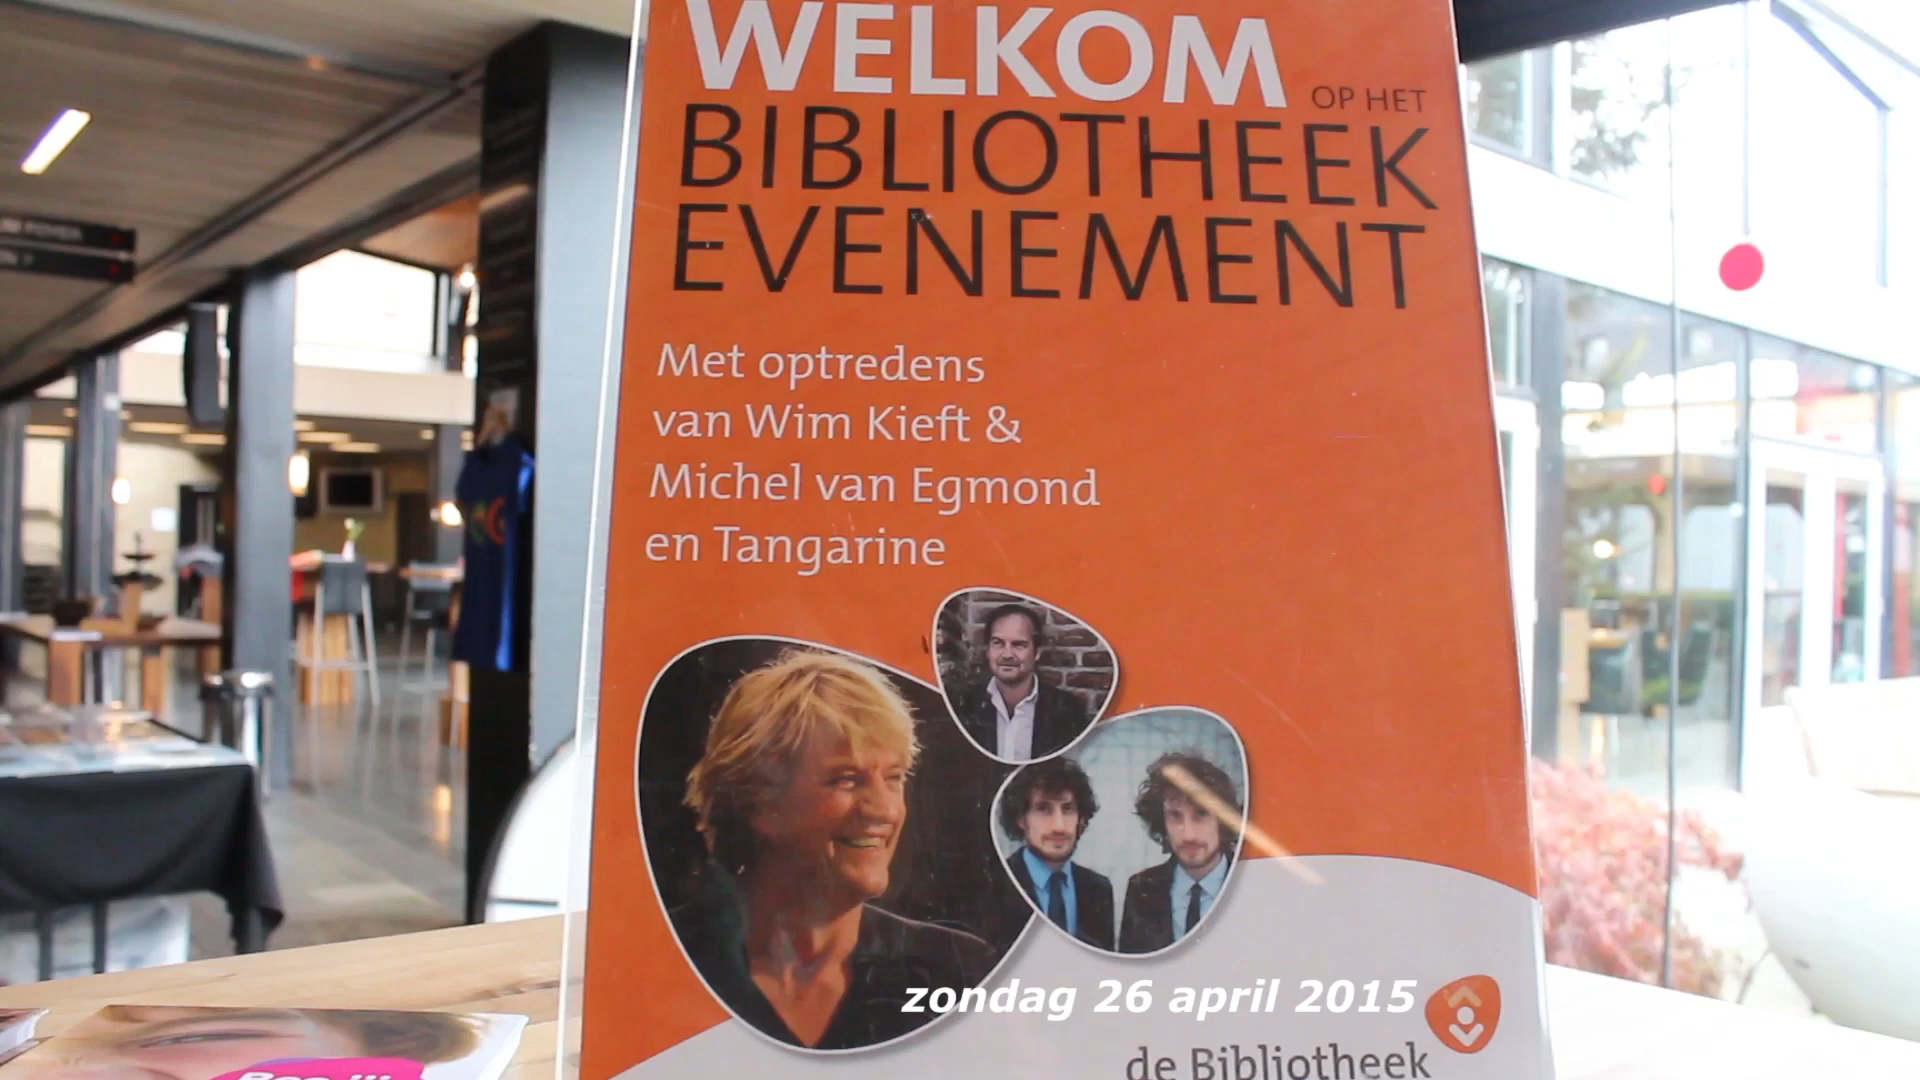 WELKOM
OP HET
BIBLIOTHEEK
EVENEMENT
Met optredens
van Wim Kieft &
Michel van Egmond
en Tangarine
zondag 26 april 2015
de Bibliotheek